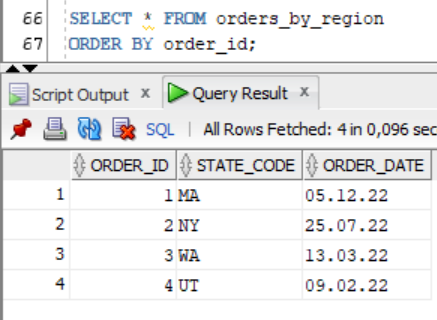 66 SELECT * FROM orders_by_region
67 ORDER BY order_id;
Script Output x Query Result x
SQL | All Rows Fetched: 4 in 0,096 sec
ORDER_ID STATE_CODE ORDER_DATE
1 1 MA 05.12.22
2 2 NY 25.07.22
3 3 WA 13.03.22
4 4 UT 09.02.22